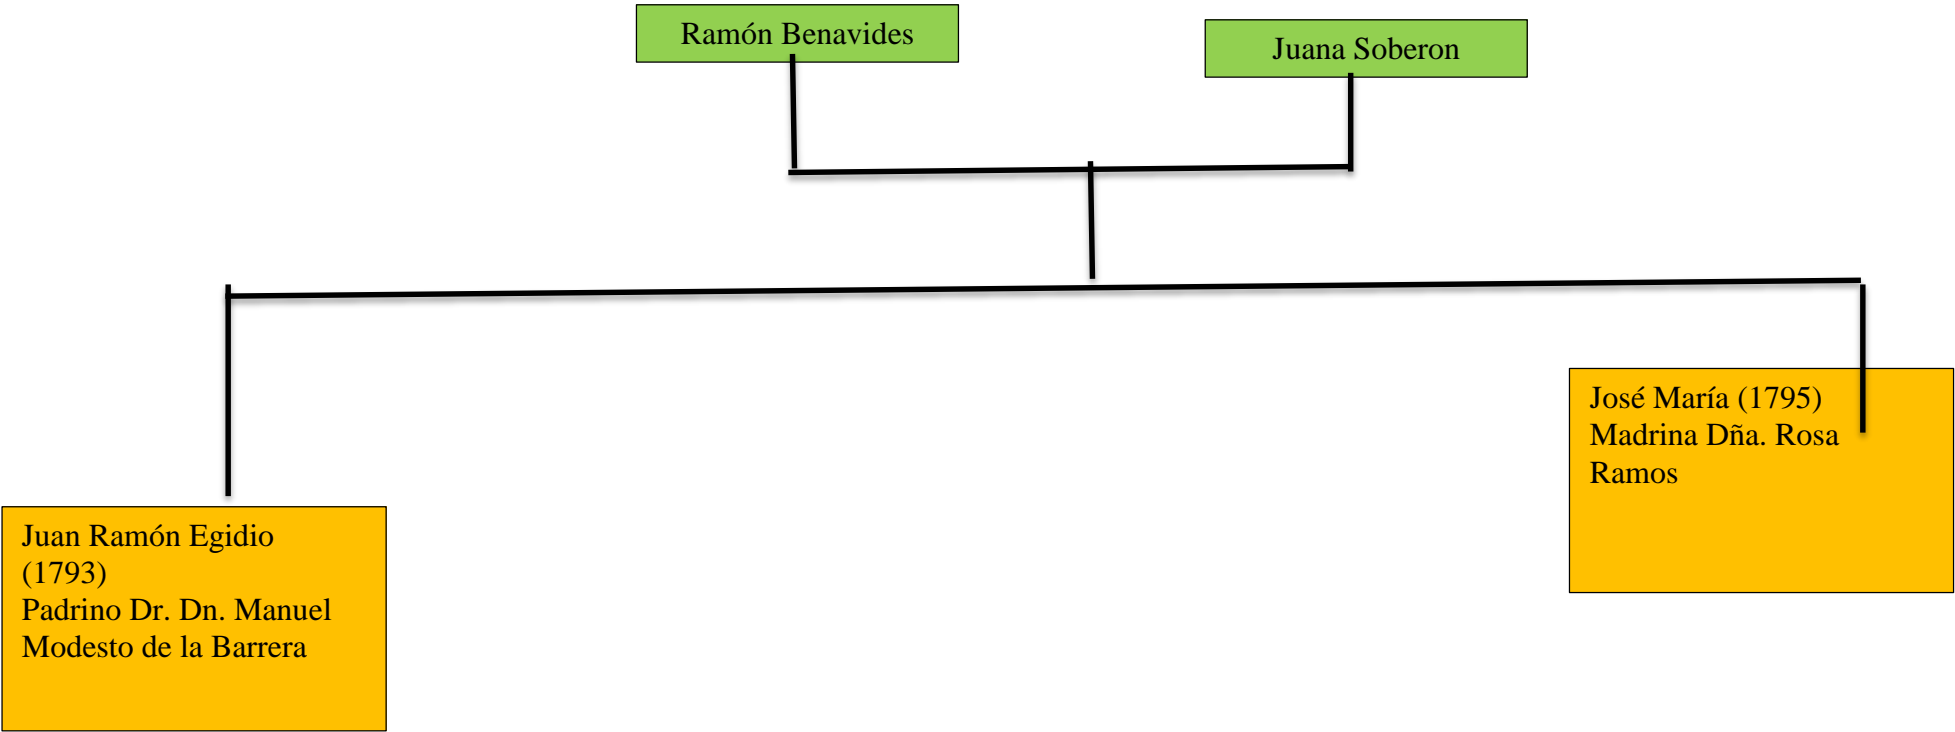 Ramón Benavides
Juana Soberon
José María (1795)
Madrina Dña. Rosa
Ramos
Juan Ramón Egidio
(1793)
Padrino Dr. Dn. Manuel
Modesto de la Barrera